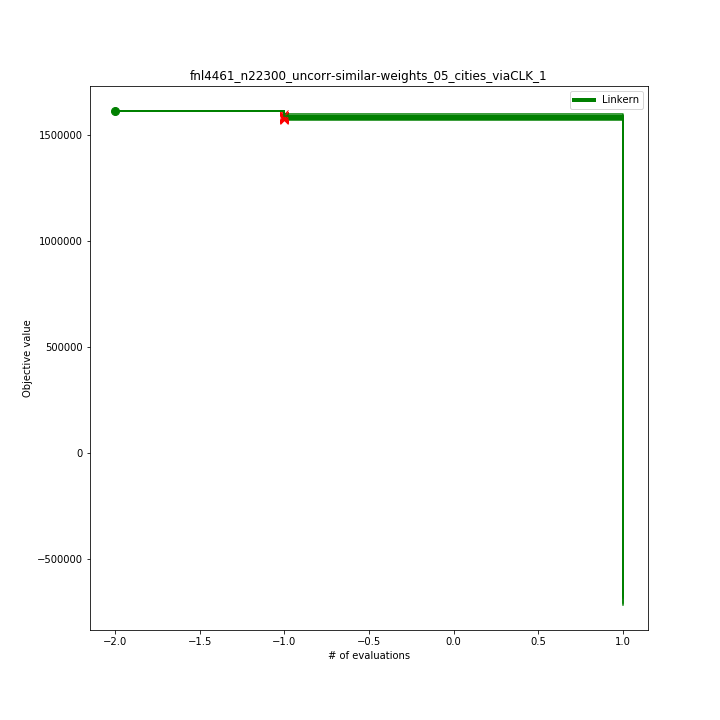 fnl4461_n22300_uncorr-similar-weights_05_cities_viaCLK_1
Linkern
1500000
1000000
500000
0
−500000
Objective value
−2.0 −1.5 −1.0 −0.5 0.0 0.5 1.0
# of evaluations